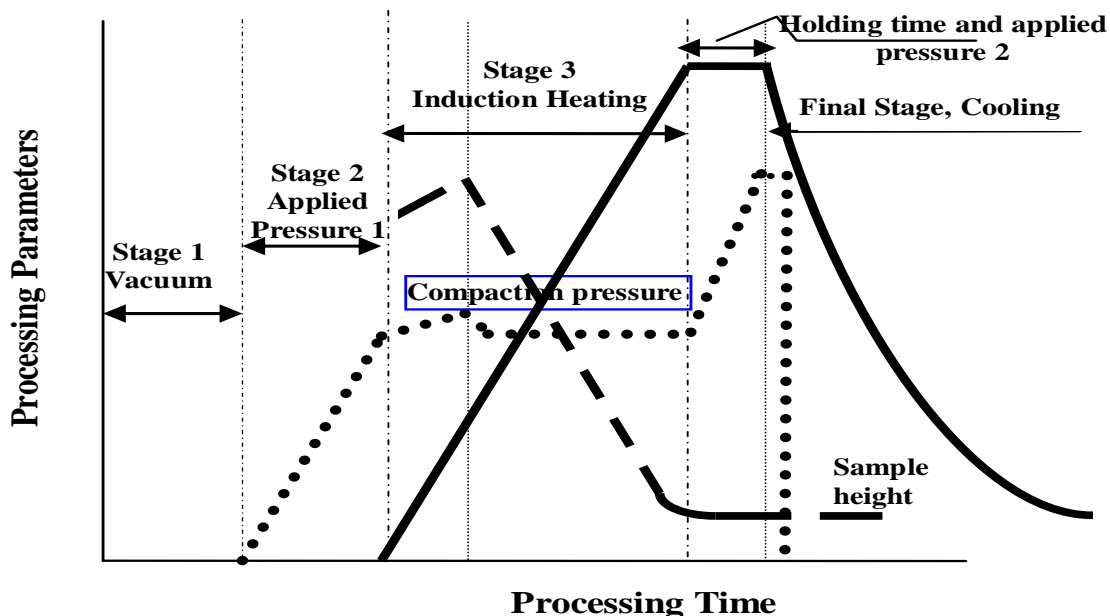 Holding time and applied
pressure 2
Stage 3
Induction Heating
Final Stage, Cooling
Stage 2
Applied
Pressure 1
Stage 1
Vacuum
Compaction pressure
Sample
height
Processing Parameters
Processing Time